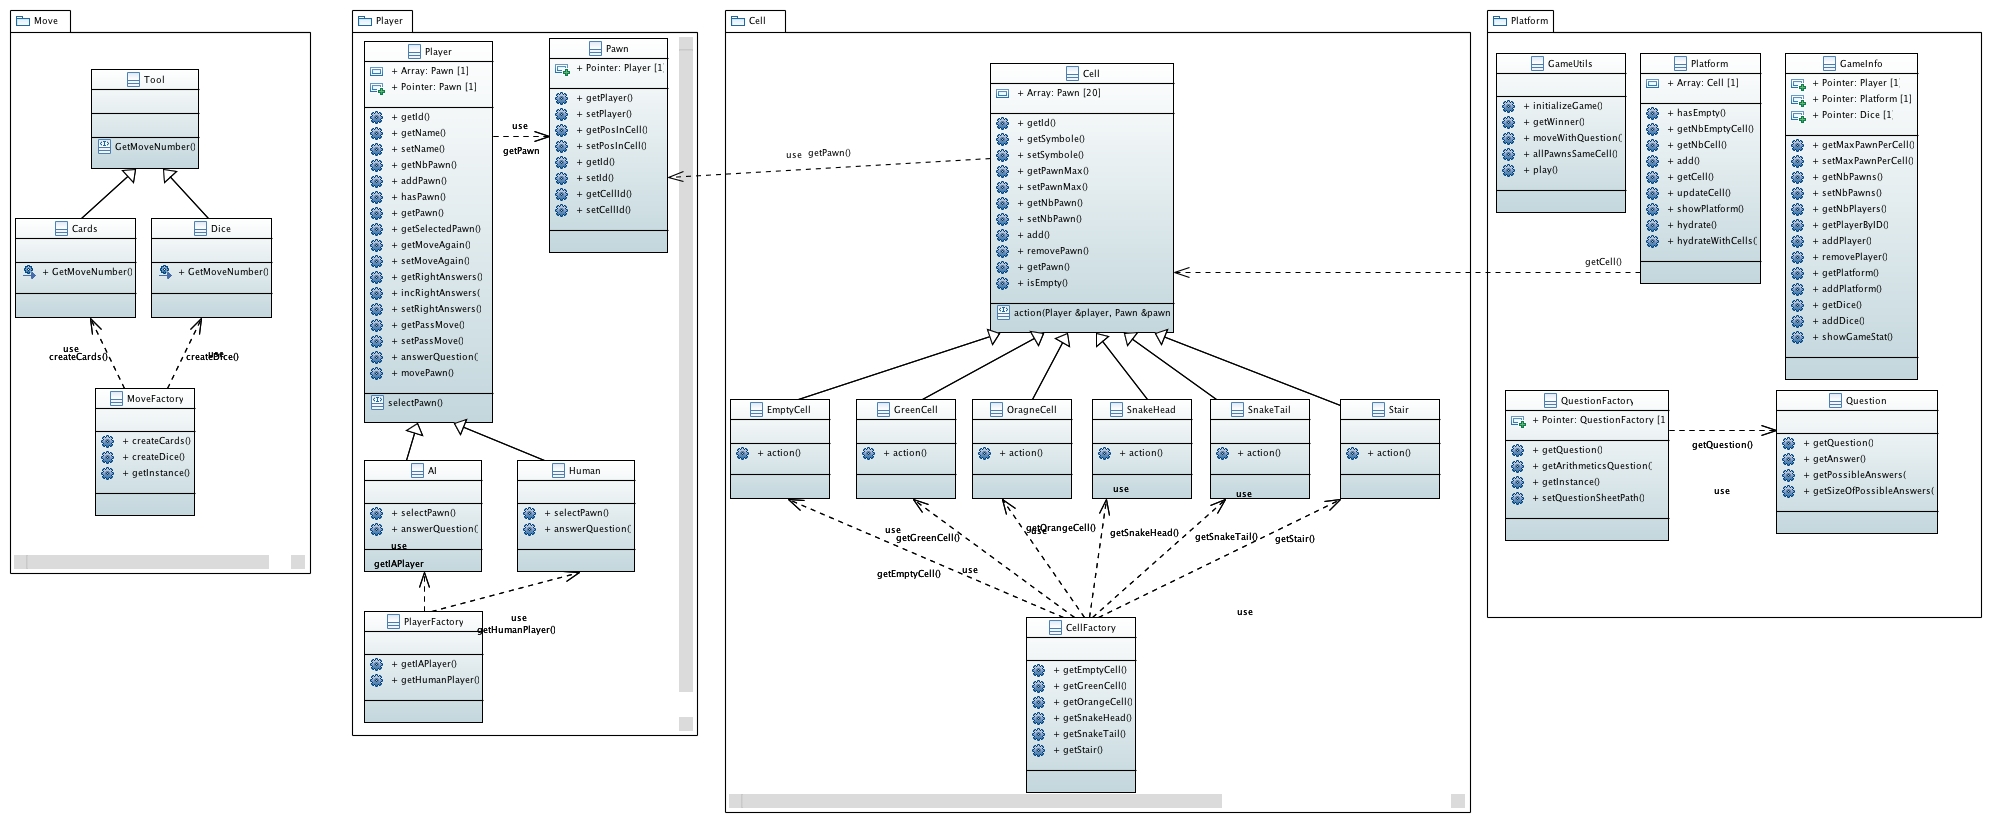 Move
Tool
GetMoveNumber()
Cards
+ GetMoveNumber()
Dice
+ GetMoveNumber()
use
createCards()
use
createDice()
MoveFactory
+ createCards()
+ createDice()
+ getInstance()
Player
Player
+ Array: Pawn [1]
+ Pointer: Pawn [1]
+ getId()
+ getName()
+ setName()
+ getNbPawn()
+ addPawn()
+ hasPawn()
+ getPawn()
+ getSelectedPawn()
+ getMoveAgain()
+ setMoveAgain()
+ getRightAnswers()
+ incRightAnswers(
+ setRightAnswers()
+ getPassMove()
+ setPassMove()
+ answerQuestion(
+ movePawn()
selectPawn()
use
getPawn
Pawn
+ Pointer: Player [1]
+ getPlayer()
+ setPlayer()
+ getPosInCell()
+ setPosInCell()
+ getId()
+ setId()
+ getCellId()
+ setCellId()
AI
+ selectPawn()
+ answerQuestion(
Human
+ selectPawn()
+ answerQuestion(
use
getIAPlayer
use
getHumanPlayer()
PlayerFactory
+ getIAPlayer()
+ getHumanPlayer()
Cell
use getPawn()
Cell
+ Array: Pawn [20]
+ getId()
+ getSymbole()
+ setSymbole()
+ getPawnMax()
+ setPawnMax()
+ getNbPawn()
+ setNbPawn()
+ add()
+ removePawn()
+ getPawn()
+ isEmpty()
action(Player &player, Pawn &pawn
EmptyCell
+ action()
GreenCell
+ action()
OragneCell
+ action()
SnakeHead
+ action()
SnakeTail
+ action()
Stair
+ action()
use
use
use
getGreenCell()
use
getOrangeCell()
getSnakeHead()
getSnakeTail()
getStair()
getEmptyCell()
use
use
CellFactory
+ getEmptyCell()
+ getGreenCell()
+ getOrangeCell()
+ getSnakeHead()
+ getSnakeTail()
+ getStair()
Platform
GameUtils
+ initializeGame()
+ getWinner()
+ moveWithQuestion(
+ allPawnsSameCell()
+ play()
Platform
+ Array: Cell [1]
+ hasEmpty()
+ getNbEmptyCell()
+ getNbCell()
+ add()
+ getCell()
+ updateCell()
+ showPlatform()
+ hydrate()
+ hydrateWithCells(
getCell()
GameInfo
+ Pointer: Player [1]
+ Pointer: Platform [1]
+ Pointer: Dice [1]
+ getMaxPawnPerCell(
+ setMaxPawnPerCell(
+ getNbPawns()
+ setNbPawns()
+ getNbPlayers()
+ getPlayerByID()
+ addPlayer()
+ removePlayer()
+ getPlatform()
+ addPlatform()
+ getDice()
+ addDice()
+ showGameStat()
QuestionFactory
+ Pointer: QuestionFactory [1
+ getQuestion()
+ getArithmeticsQuestion(
+ getInstance()
+ setQuestionSheetPath()
getQuestion()
use
Question
+ getQuestion()
+ getAnswer()
+ getPossibleAnswers(
+ getSizeOfPossibleAnswers(